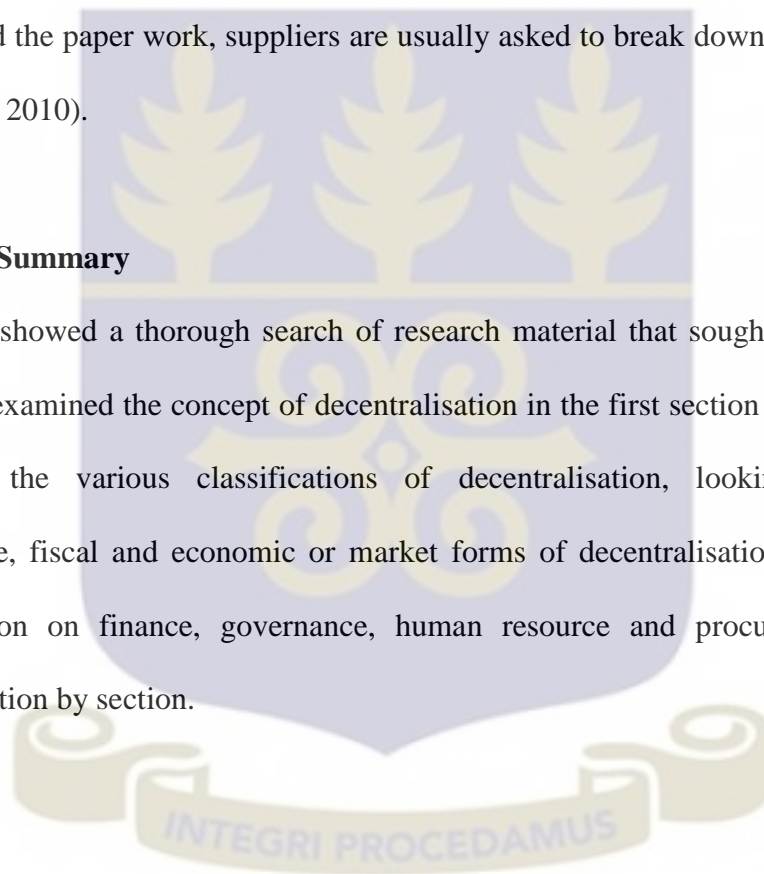 d the paper work, suppliers are usually asked to break down
2010).
Summary
showed a thorough search of research material that sough
examined the concept of decentralisation in the first section
the various classifications of decentralisation, looki
e, fiscal and economic or market forms of decentralisatio
on on finance, governance, human resource and procu
tion by section.
INTEGRI PROCEDAMUS